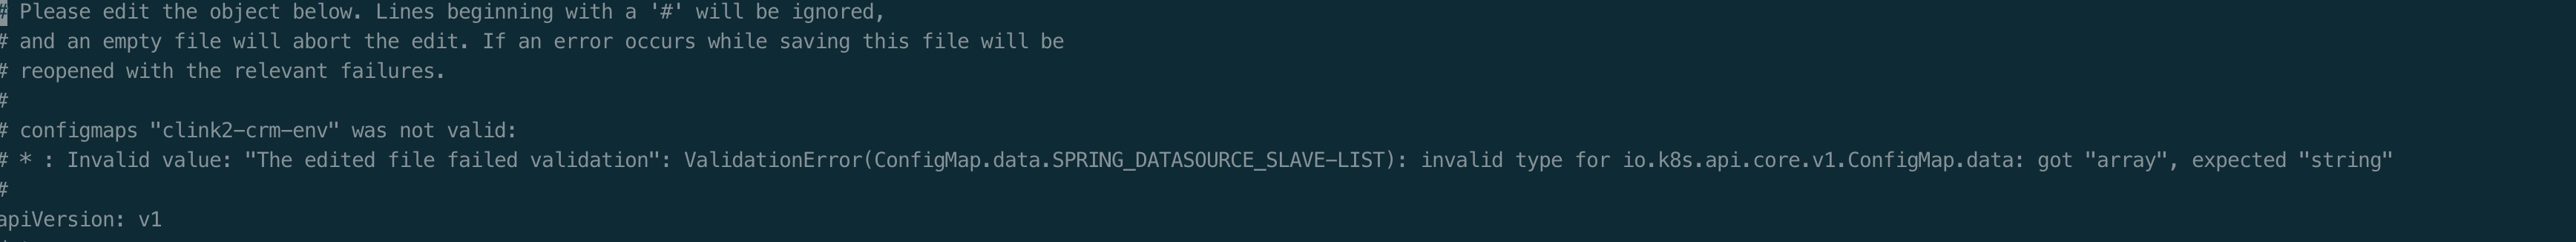 # Please edit the object below. Lines beginning with a '#' will be ignored,
# and an empty file will abort the edit. If an error occurs while saving this file will be
# reopened with the relevant failures.
#
# configmaps "clink2-crm-env" was not valid:
# * : Invalid value: "The edited file failed validation": ValidationError(ConfigMap.data.SPRING_DATASOURCE_SLAVE-LIST): invalid type for io.k8s.api.core.v1.ConfigMap.data: got "array", expected "string"
#
apiVersion: v1